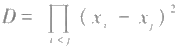 D = ∏_{i<j} (x_i - x_j)^2